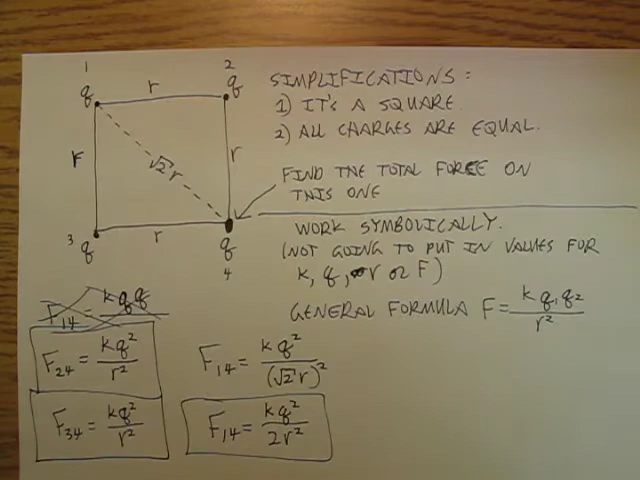 1
2
q
r
q
r
√2 r
r
3
q
r
q
4
SIMPLIFICATIONS:
1) IT'S A SQUARE
2) ALL CHARGES ARE EQUAL.
FIND THE TOTAL FORCE ON
THIS ONE
WORK SYMBOLICALLY.
(NOT GOING TO PUT IN VALUES FOR
k, q, r OR F)
GENERAL FORMULA F = k q1 q2 / r²
F14 = k q q
F24 = kq² / r²
F34 = kq² / r²
F14 = kq² / (√2 r)²
F14 = kq² / 2r²